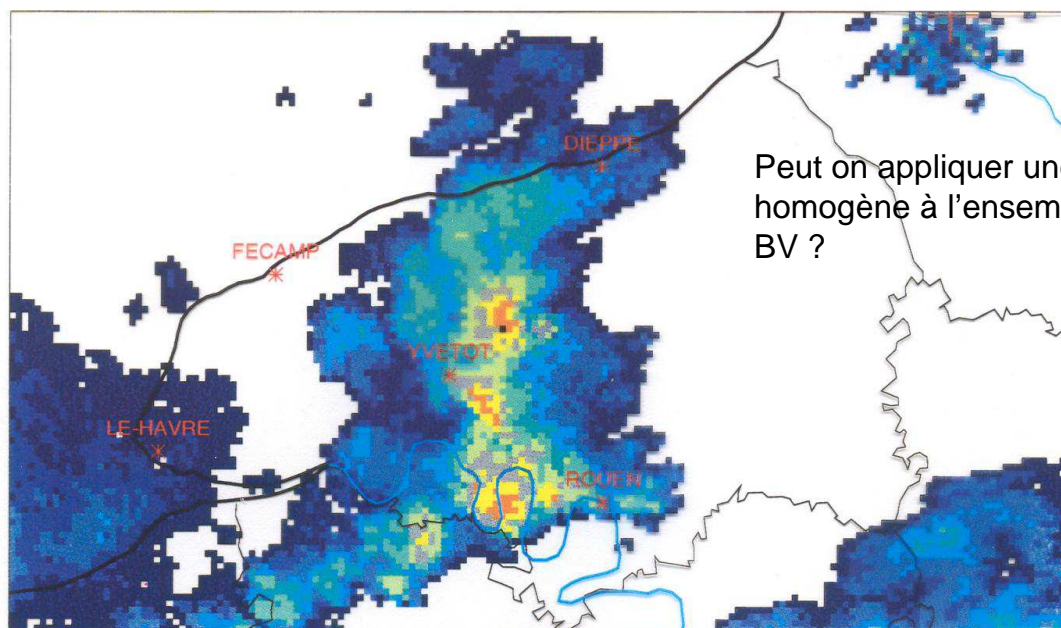 DIEPPE
Peut on appliquer une
homogène à l'ensem
BV ?
FECAMP
YVETOT
LE-HAVRE
ROUEN